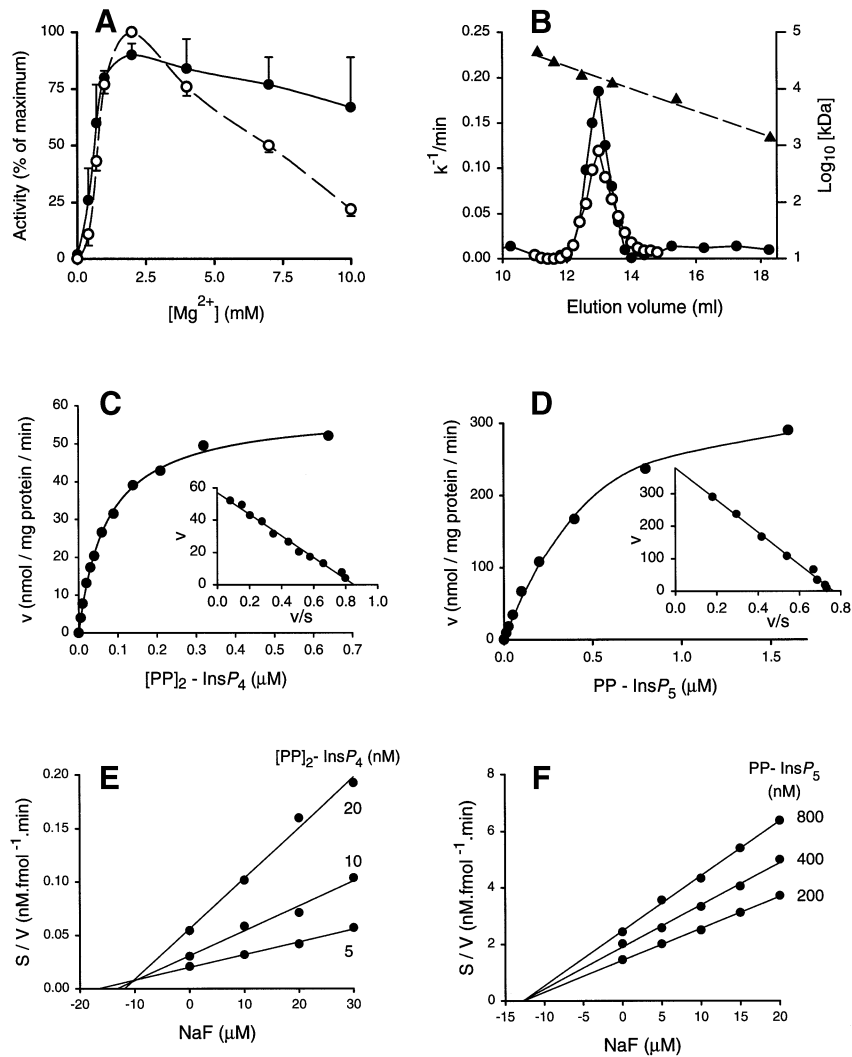 A
Activity (% of maximum)
100
75
50
25
0
0.0 2.5 5.0 7.5 10.0
[Mg2+] (mM)
B
k-1/min
0.25
0.20
0.15
0.10
0.05
0.00
10 12 14 16 18
Elution volume (ml)
5
4
3
2
1
Log10 [kDa]
C
v (nmol / mg protein / min)
60
50
40
30
20
10
0
0.0 0.1 0.2 0.3 0.4 0.5 0.6 0.7
[PP]2 - InsP4 (μM)
v
60
40
20
0
0.0 0.2 0.4 0.6 0.8 1.0
v/s
D
v (nmol / mg protein / min)
300
200
100
0
0.0 0.5 1.0 1.5
PP - InsP5 (μM)
v
300
200
100
0
0.0 0.2 0.4 0.6 0.8
v/s
E
[PP]2- InsP4 (nM)
20
10
5
S / V (nM.fmol-1.min)
0.20
0.15
0.10
0.05
0.00
-20 -10 0 10 20 30
NaF (μM)
F
PP- InsP5
(nM)
800
400
200
S / V (nM.fmol-1.min)
8
6
4
2
0
-15 -10 -5 0 5 10 15 20
NaF (μM)